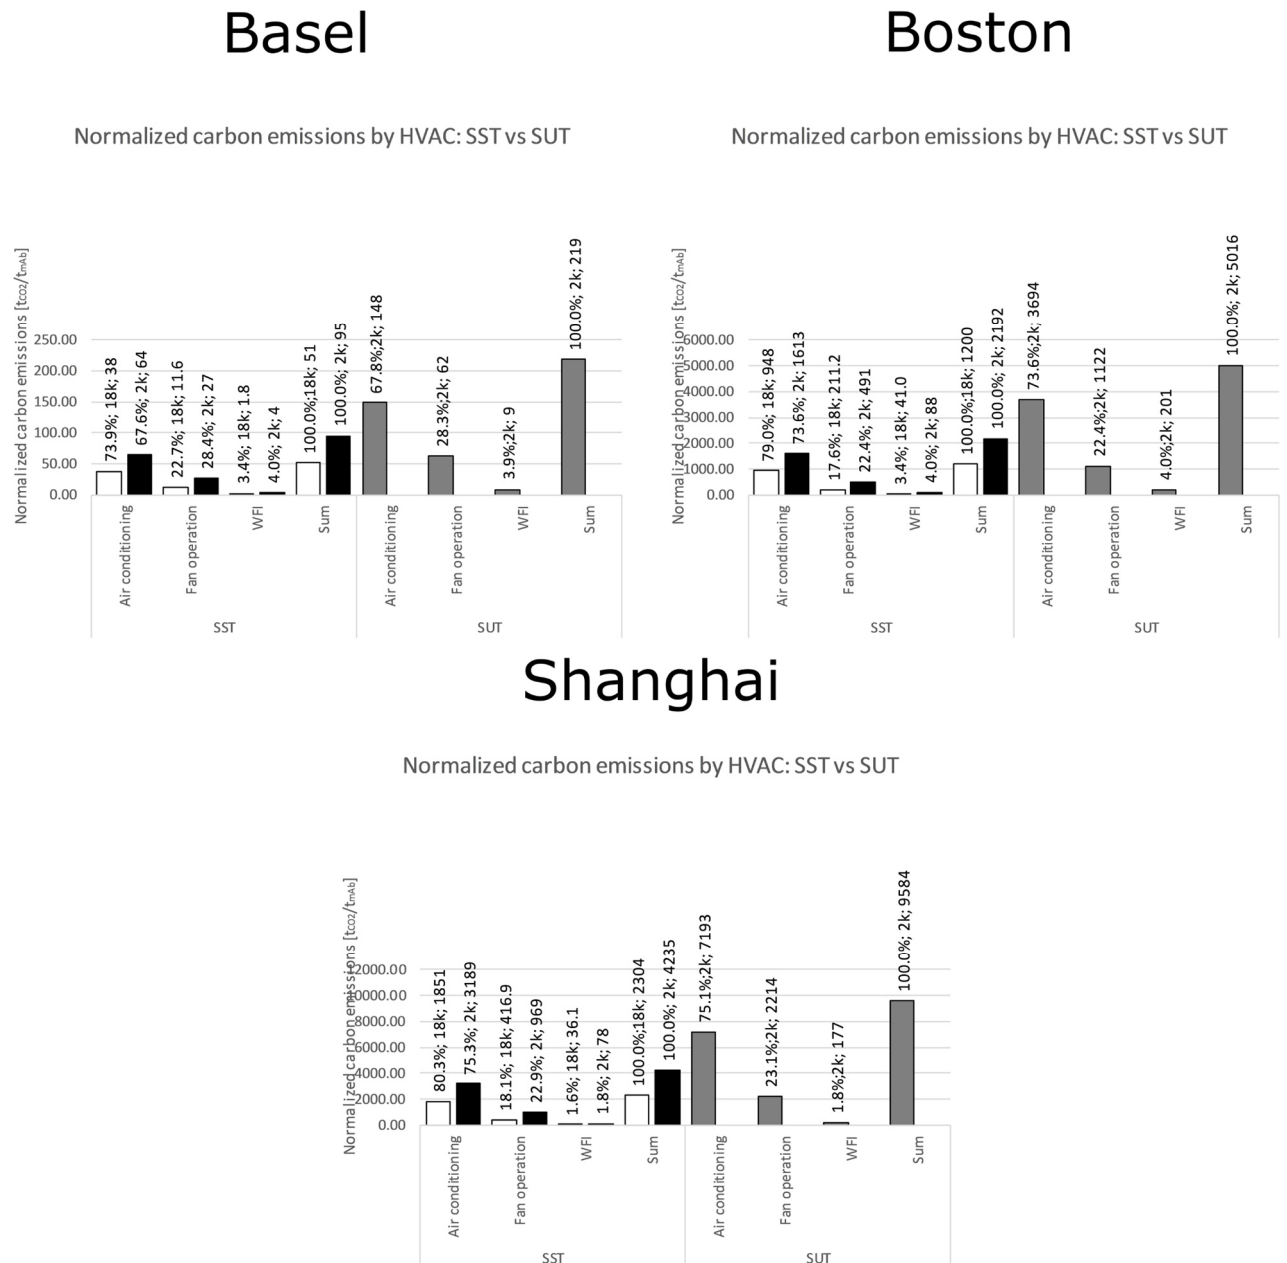 Basel
Normalized carbon emissions by HVAC: SST vs SUT
Normalized carbon emissions [tCO2/tmAb]
250.00
200.00
150.00
100.00
50.00
0.00
73.9%; 18k; 38
67.6%; 2k; 64
22.7%; 18k; 11.6
28.4%; 2k; 27
3.4%; 18k; 1.8
4.0%; 2k; 4
100.0%;18k; 51
100.0%; 2k; 95
67.8%;2k; 148
28.3%;2k; 62
3.9%;2k; 9
100.0%; 2k; 219
Air conditioning
Fan operation
WFI
Sum
Air conditioning
Fan operation
WFI
Sum
SST
SUT
Boston
Normalized carbon emissions by HVAC: SST vs SUT
Normalized carbon emissions [tCO2/tmAb]
6000.00
5000.00
4000.00
3000.00
2000.00
1000.00
0.00
79.0%; 18k; 948
73.6%; 2k; 1613
17.6%; 18k; 211.2
22.4%; 2k; 491
3.4%; 18k; 41.0
4.0%; 2k; 88
100.0%;18k; 1200
100.0%; 2k; 2192
73.6%;2k; 3694
22.4%;2k; 1122
4.0%;2k; 201
100.0%; 2k; 5016
Air conditioning
Fan operation
WFI
Sum
Air conditioning
Fan operation
WFI
Sum
SST
SUT
Shanghai
Normalized carbon emissions by HVAC: SST vs SUT
Normalized carbon emissions [tCO2/tmAb]
12000.00
10000.00
8000.00
6000.00
4000.00
2000.00
0.00
80.3%; 18k; 1851
75.3%; 2k; 3189
18.1%; 18k; 416.9
22.9%; 2k; 969
1.6%; 18k; 36.1
1.8%; 2k; 78
100.0%;18k; 2304
100.0%; 2k; 4235
75.1%;2k; 7193
23.1%;2k; 2214
1.8%;2k; 177
100.0%; 2k; 9584
Air conditioning
Fan operation
WFI
Sum
Air conditioning
Fan operation
WFI
Sum
SST
SUT